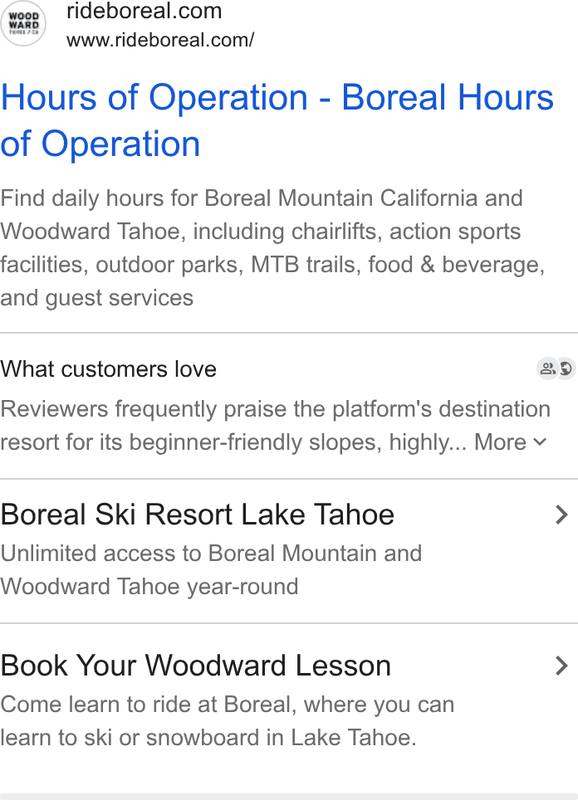 WOOD
WARD
rideboreal.com
www.rideboreal.com/
Hours of Operation - Boreal Hours
of Operation
Find daily hours for Boreal Mountain California and
Woodward Tahoe, including chairlifts, action sports
facilities, outdoor parks, MTB trails, food & beverage,
and guest services
What customers love
Reviewers frequently praise the platform's destination
resort for its beginner-friendly slopes, highly... More
Boreal Ski Resort Lake Tahoe
Unlimited access to Boreal Mountain and
Woodward Tahoe year-round
Book Your Woodward Lesson
Come learn to ride at Boreal, where you can
learn to ski or snowboard in Lake Tahoe.